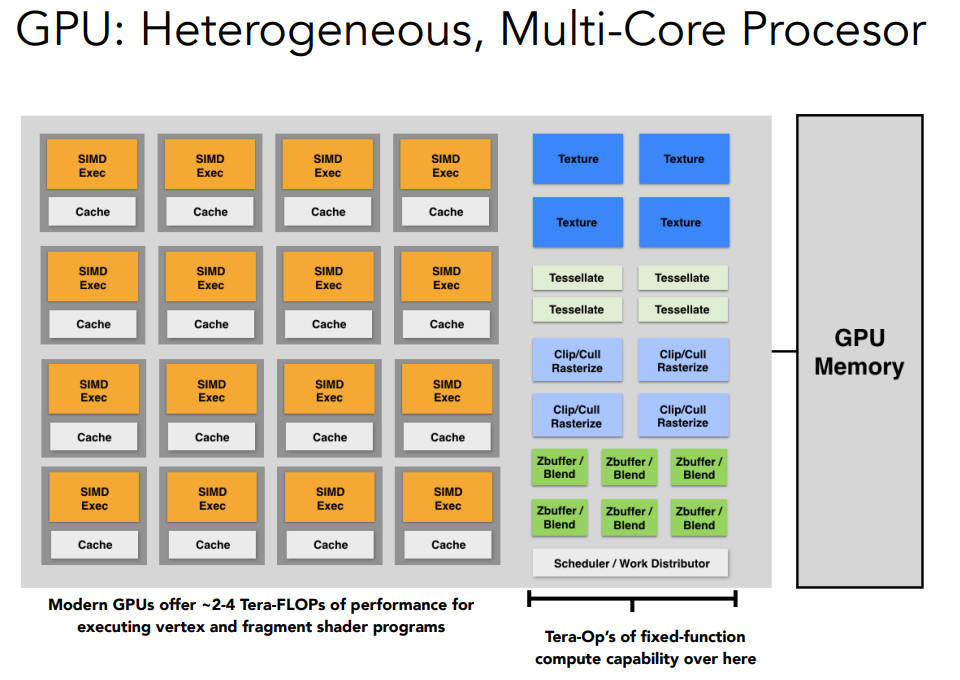 GPU: Heterogeneous, Multi-Core Procesor
SIMD
Exec
SIMD
Exec
SIMD
Exec
SIMD
Exec
Cache
Cache
Cache
Cache
SIMD
Exec
SIMD
Exec
SIMD
Exec
SIMD
Exec
Cache
Cache
Cache
Cache
SIMD
Exec
SIMD
Exec
SIMD
Exec
SIMD
Exec
Cache
Cache
Cache
Cache
SIMD
Exec
SIMD
Exec
SIMD
Exec
SIMD
Exec
Cache
Cache
Cache
Cache
Texture
Texture
Texture
Texture
Tessellate
Tessellate
Tessellate
Tessellate
Clip/Cull
Rasterize
Clip/Cull
Rasterize
Clip/Cull
Rasterize
Clip/Cull
Rasterize
Zbuffer /
Blend
Zbuffer /
Blend
Zbuffer /
Blend
Zbuffer /
Blend
Zbuffer /
Blend
Zbuffer /
Blend
Scheduler / Work Distributor
GPU
Memory
Modern GPUs offer ~2-4 Tera-FLOPs of performance for
executing vertex and fragment shader programs
Tera-Op's of fixed-function
compute capability over here